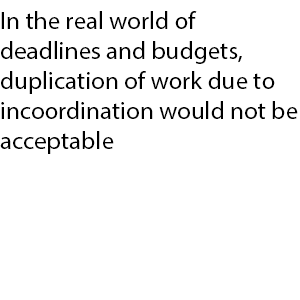 In the real world of
deadlines and budgets,
duplication of work due to
incoordination would not be
acceptable